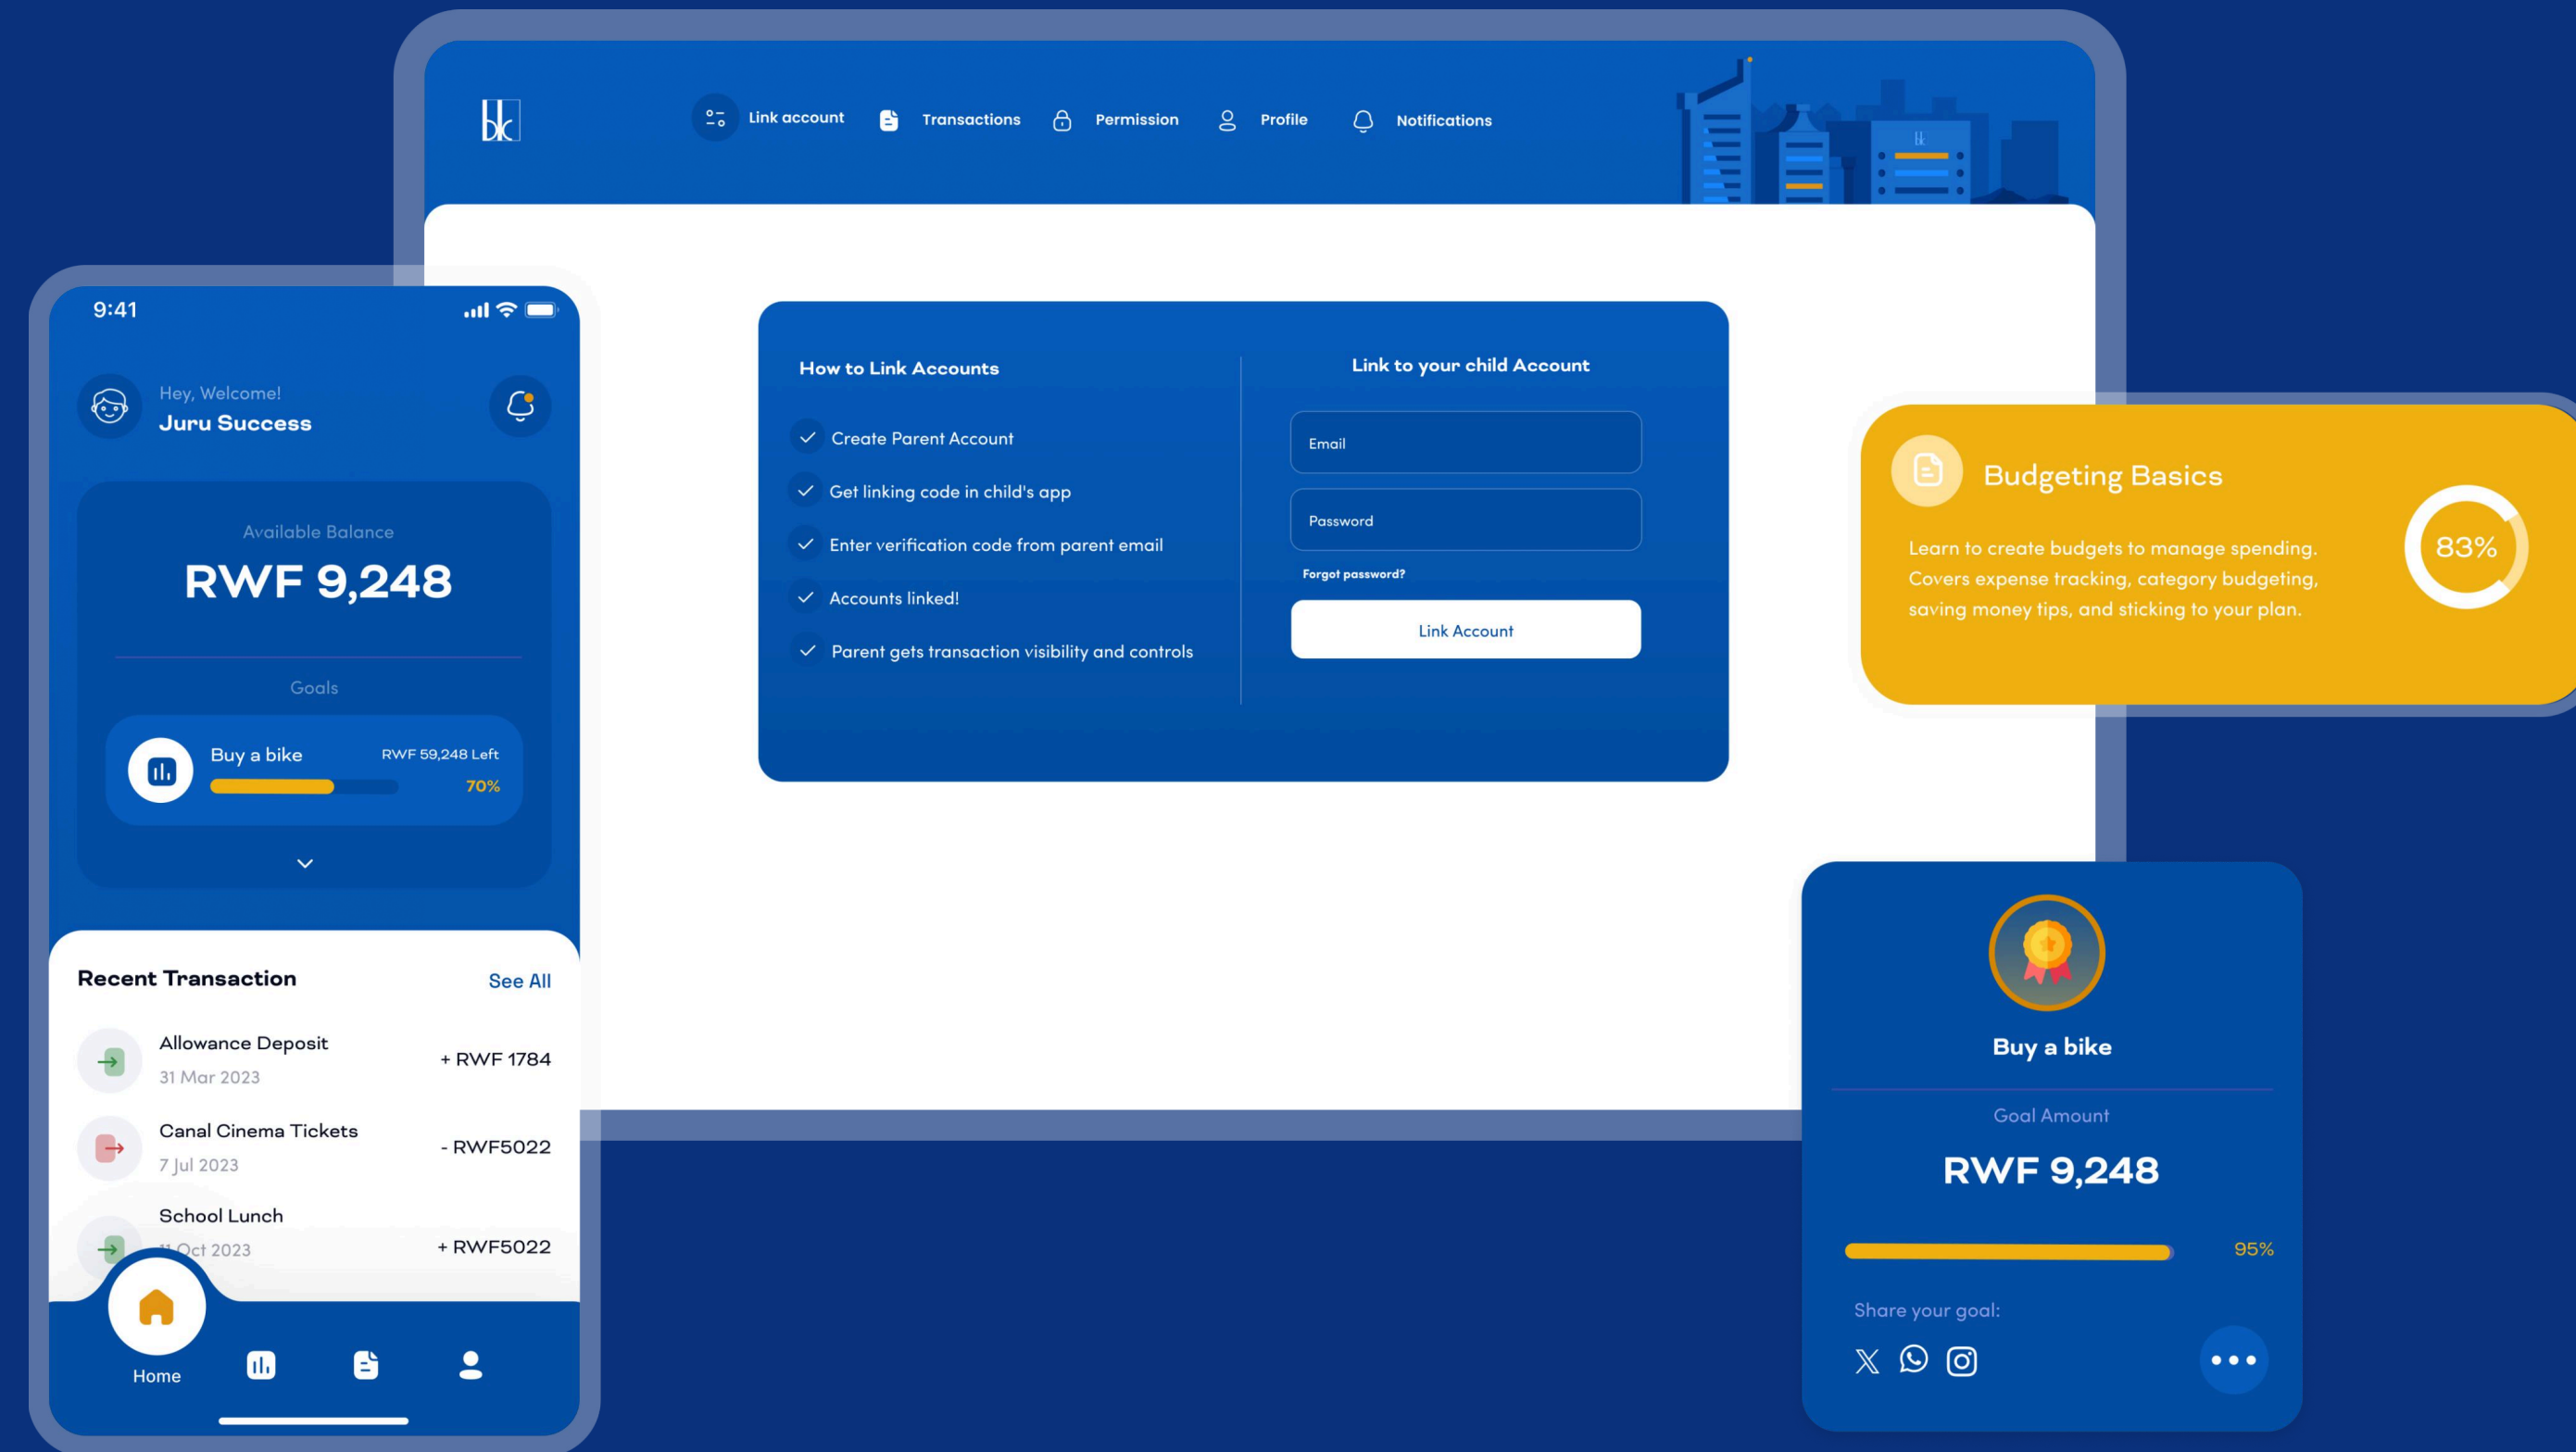 bk
Link account
Transactions
Permission
Profile
Notifications
bk
9:41
Hey, Welcome!
Juru Success
Available Balance
RWF 9,248
Goals
Buy a bike
RWF 59,248 Left
70%
Recent Transaction
See All
Allowance Deposit
+ RWF 1784
31 Mar 2023
Canal Cinema Tickets
- RWF5022
7 Jul 2023
School Lunch
+ RWF5022
11 Oct 2023
Home
How to Link Accounts
Create Parent Account
Get linking code in child's app
Enter verification code from parent email
Accounts linked!
Parent gets transaction visibility and controls
Link to your child Account
Email
Password
Forgot password?
Link Account
Budgeting Basics
Learn to create budgets to manage spending.
Covers expense tracking, category budgeting,
saving money tips, and sticking to your plan.
83%
Buy a bike
Goal Amount
RWF 9,248
95%
Share your goal: